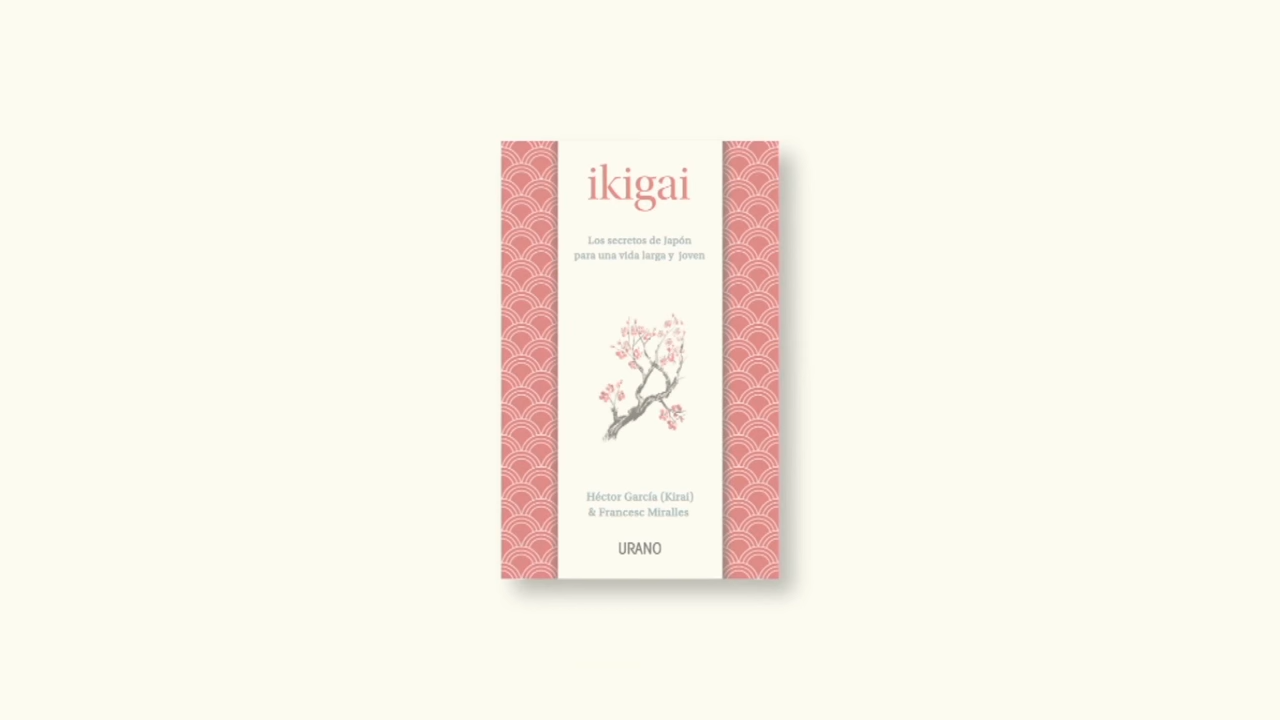 ikigai
Los secretos de Japón
para una vida larga y joven
Héctor García (Kirai)
& Francesc Miralles
URANO